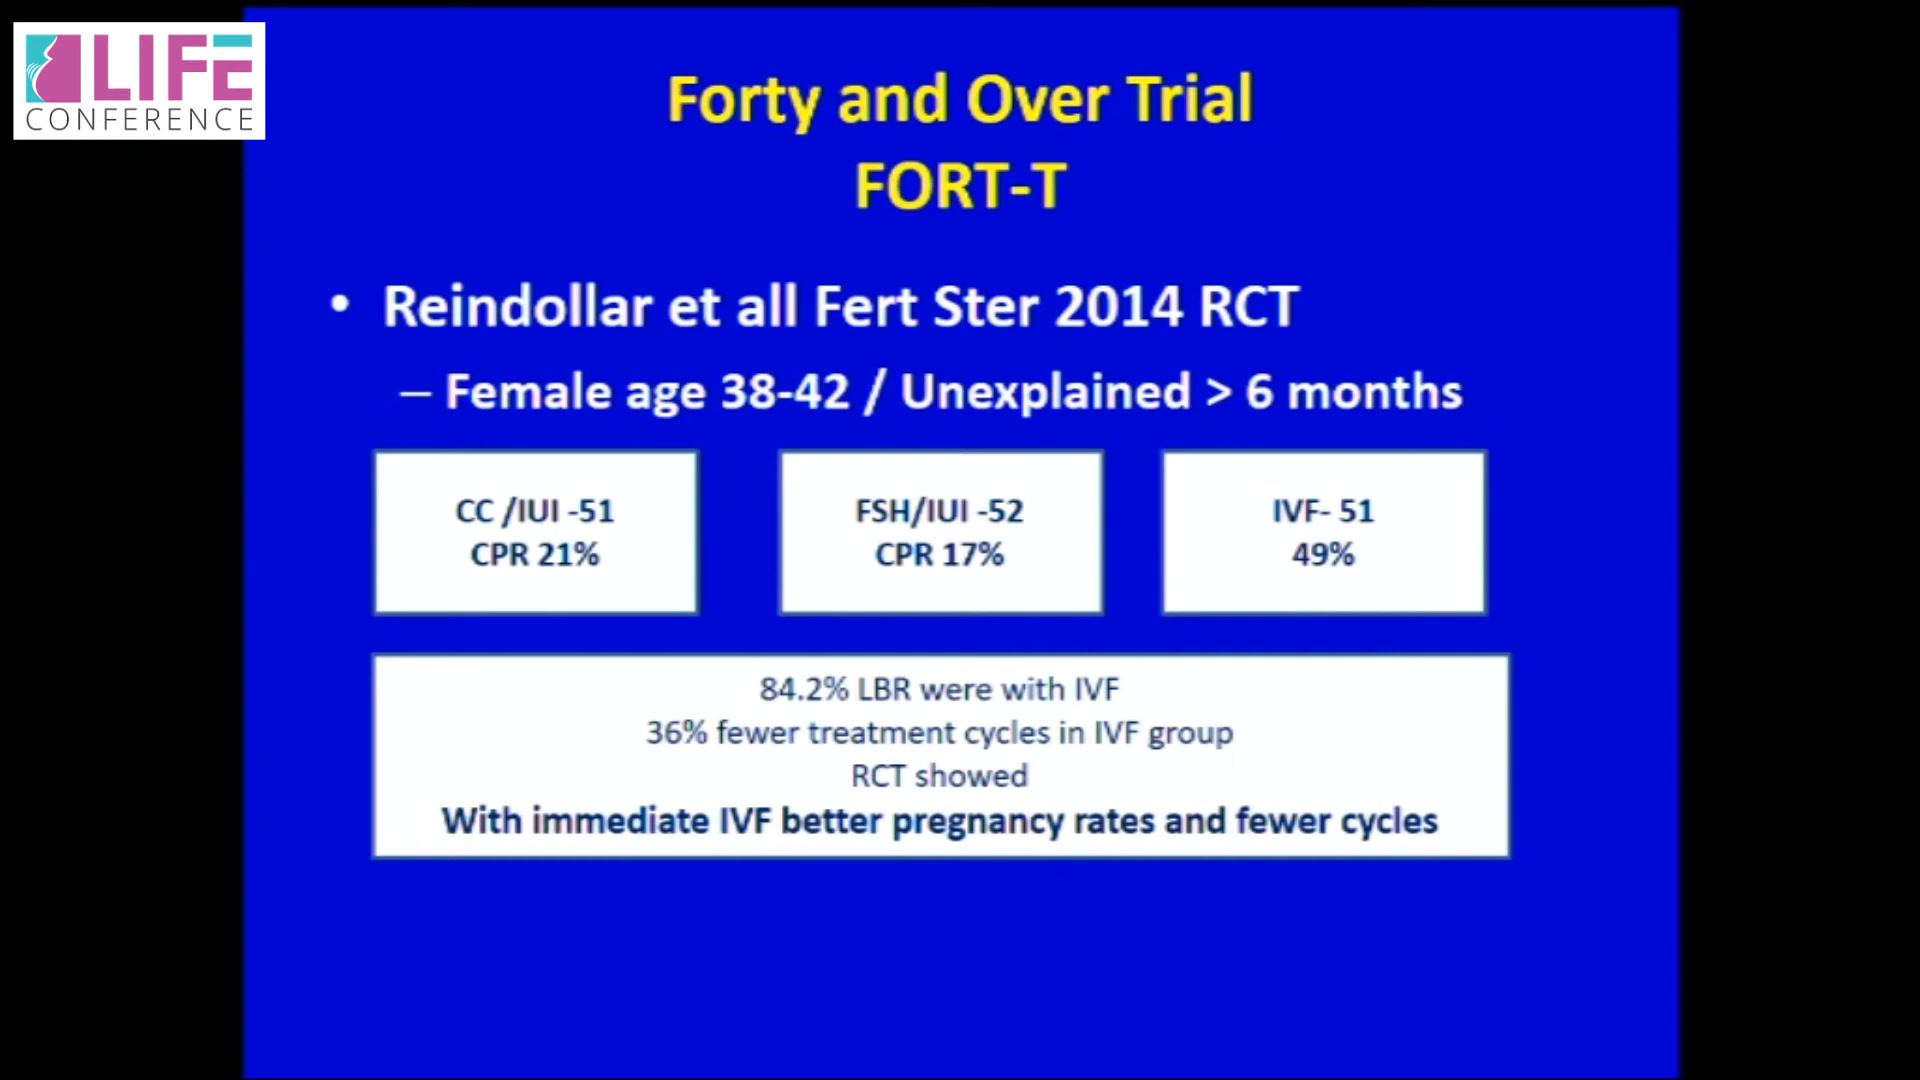 LIFE
CONFERENCE
Forty and Over Trial
FORT-T
• Reindollar et all Fert Ster 2014 RCT
– Female age 38-42 / Unexplained > 6 months
CC /IUI -51
CPR 21%
FSH/IUI -52
CPR 17%
IVF- 51
49%
84.2% LBR were with IVF
36% fewer treatment cycles in IVF group
RCT showed
With immediate IVF better pregnancy rates and fewer cycles